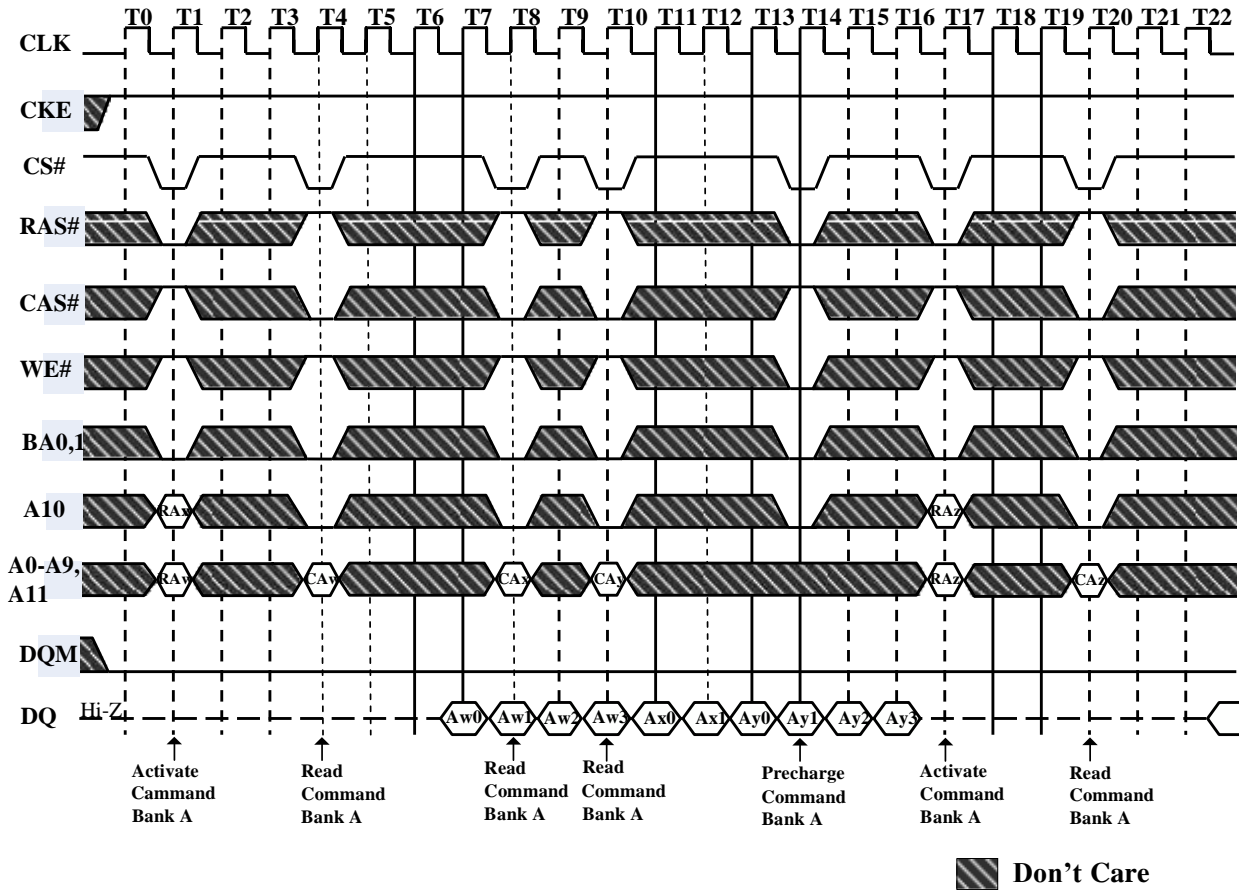 T0 T1 T2 T3 T4 T5 T6 T7 T8 T9 T10 T11 T12 T13 T14 T15 T16 T17 T18 T19 T20 T21 T22
CLK
CKE
CS#
RAS#
CAS#
WE#
BA0,1
A10 RAx RAz
A0-A9,
A11
RAw CAw CAx CAy RAz CAz
DQM
DQ Hi-Z Aw0 Aw1 Aw2 Aw3 Ax0 Ax1 Ay0 Ay1 Ay2 Ay3
Activate
Cammand
Bank A
Read
Command
Bank A
Read
Command
Bank A
Read
Command
Bank A
Precharge
Command
Bank A
Activate
Command
Bank A
Read
Command
Bank A
Don't Care